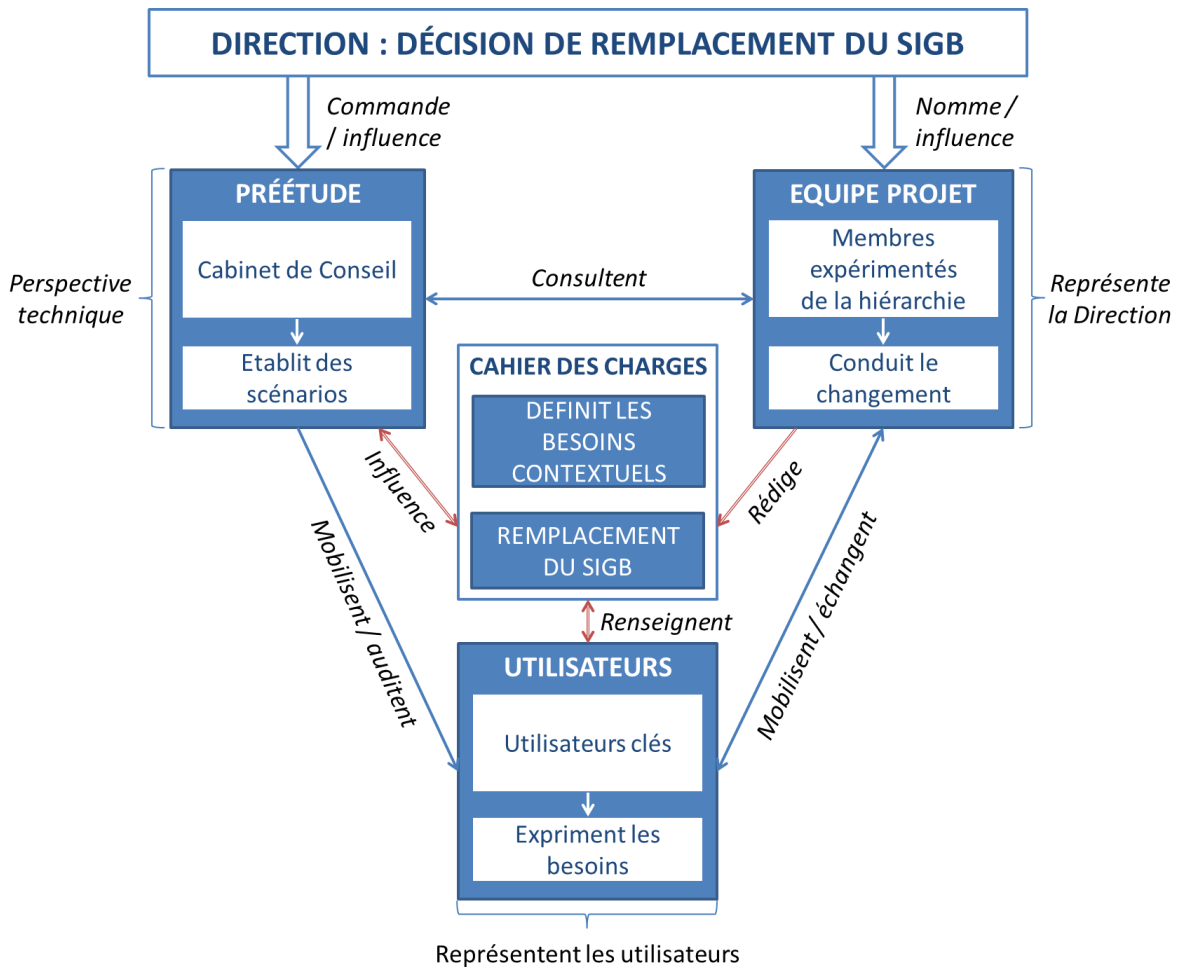 DIRECTION : DÉCISION DE REMPLACEMENT DU SIGB
Commande
/ influence
Nomme /
influence
PRÉÉTUDE
Cabinet de Conseil
Etablit des
scénarios
Perspective
technique
EQUIPE PROJET
Membres
expérimentés
de la hiérarchie
Conduit le
changement
Représente
la Direction
Consultent
CAHIER DES CHARGES
DEFINIT LES
BESOINS
CONTEXTUELS
REMPLACEMENT
DU SIGB
Influence
Rédige
Mobilisent / auditent
Renseignent
Mobilisent / échangent
UTILISATEURS
Utilisateurs clés
Expriment les
besoins
Représentent les utilisateurs